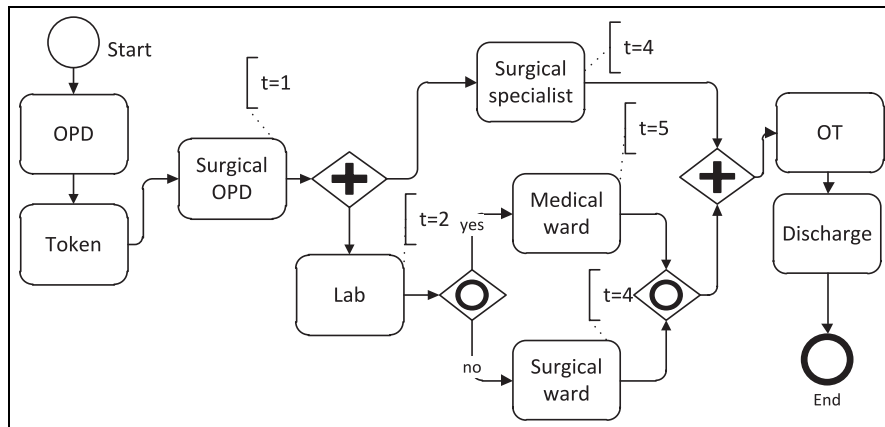 Start
OPD
Token
t=1
Surgical
OPD
t=4
Surgical
specialist
t=2
Lab
yes
no
t=5
Medical
ward
t=4
Surgical
ward
OT
Discharge
End